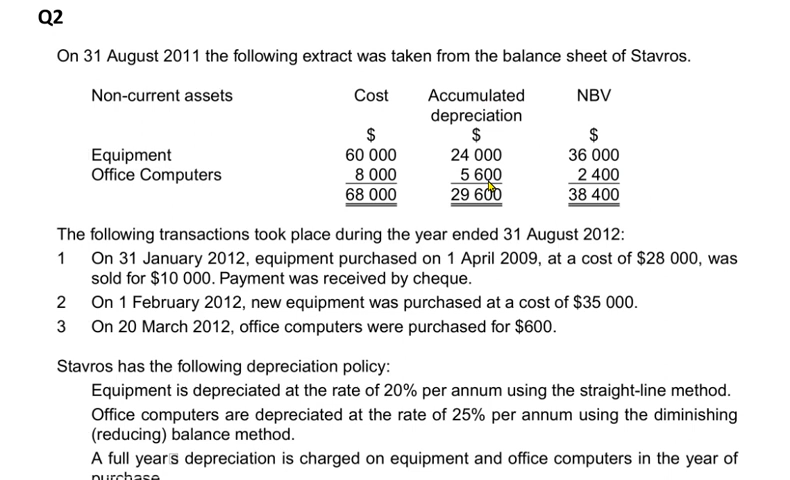 Q2
On 31 August 2011 the following extract was taken from the balance sheet of Stavros.
Non-current assets Cost Accumulated depreciation NBV
$ $ $
Equipment 60 000 24 000 36 000
Office Computers 8 000 5 600 2 400
68 000 29 600 38 400
The following transactions took place during the year ended 31 August 2012:
1 On 31 January 2012, equipment purchased on 1 April 2009, at a cost of $28 000, was
sold for $10 000. Payment was received by cheque.
2 On 1 February 2012, new equipment was purchased at a cost of $35 000.
3 On 20 March 2012, office computers were purchased for $600.
Stavros has the following depreciation policy:
Equipment is depreciated at the rate of 20% per annum using the straight-line method.
Office computers are depreciated at the rate of 25% per annum using the diminishing
(reducing) balance method.
A full years depreciation is charged on equipment and office computers in the year of
purchase